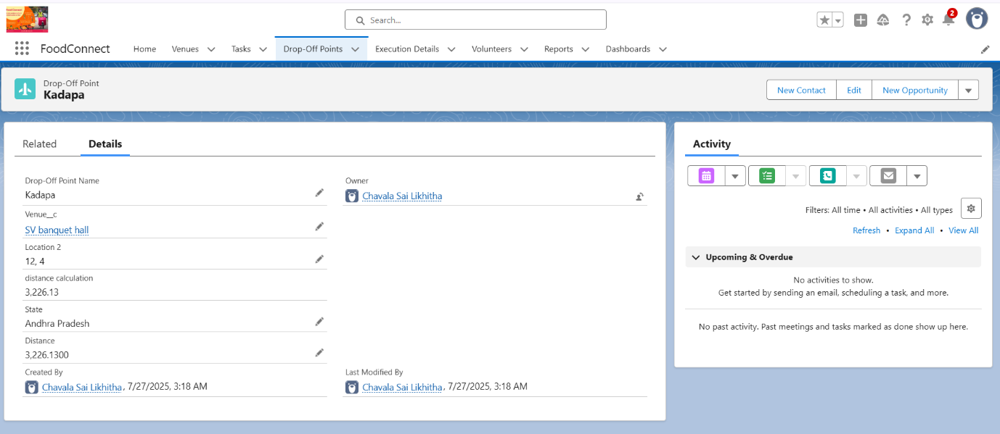 FoodConnect
Search...
2
FoodConnect
Home
Venues
Tasks
Drop-Off Points
Execution Details
Volunteers
Reports
Dashboards
Drop-Off Point
Kadapa
New Contact
Edit
New Opportunity
Related
Details
Drop-Off Point Name
Kadapa
Owner
Chavala Sai Likhitha
Venue__c
SV banquet hall
Location 2
12, 4
distance calculation
3,226.13
State
Andhra Pradesh
Distance
3,226.1300
Created By
Chavala Sai Likhitha, 7/27/2025, 3:18 AM
Last Modified By
Chavala Sai Likhitha, 7/27/2025, 3:18 AM
Activity
Filters: All time • All activities • All types
Refresh • Expand All • View All
Upcoming & Overdue
No activities to show.
Get started by sending an email, scheduling a task, and more.
No past activity. Past meetings and tasks marked as done show up here.